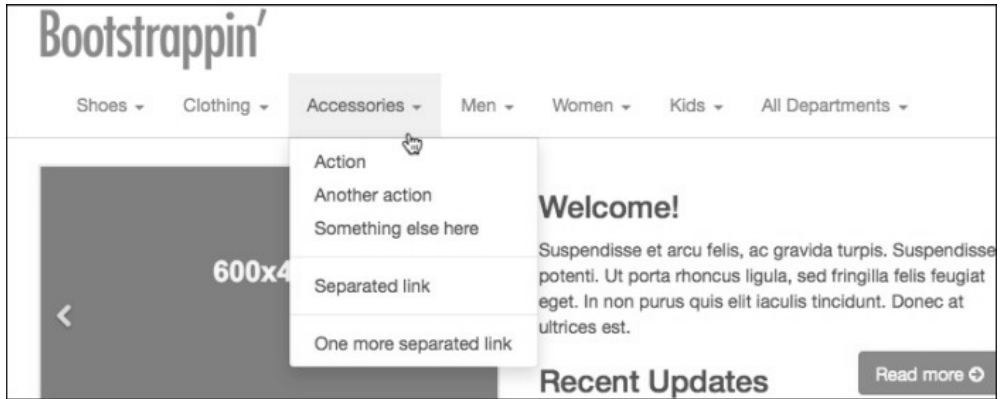 Bootstrappin’
Shoes Clothing Accessories Men Women Kids All Departments
Action
Another action
Something else here
Separated link
One more separated link
600x4
Welcome!
Suspendisse et arcu felis, ac gravida turpis. Suspendisse
potenti. Ut porta rhoncus ligula, sed fringilla felis feugiat
eget. In non purus quis elit iaculis tincidunt. Donec at
ultrices est.
Recent Updates
Read more